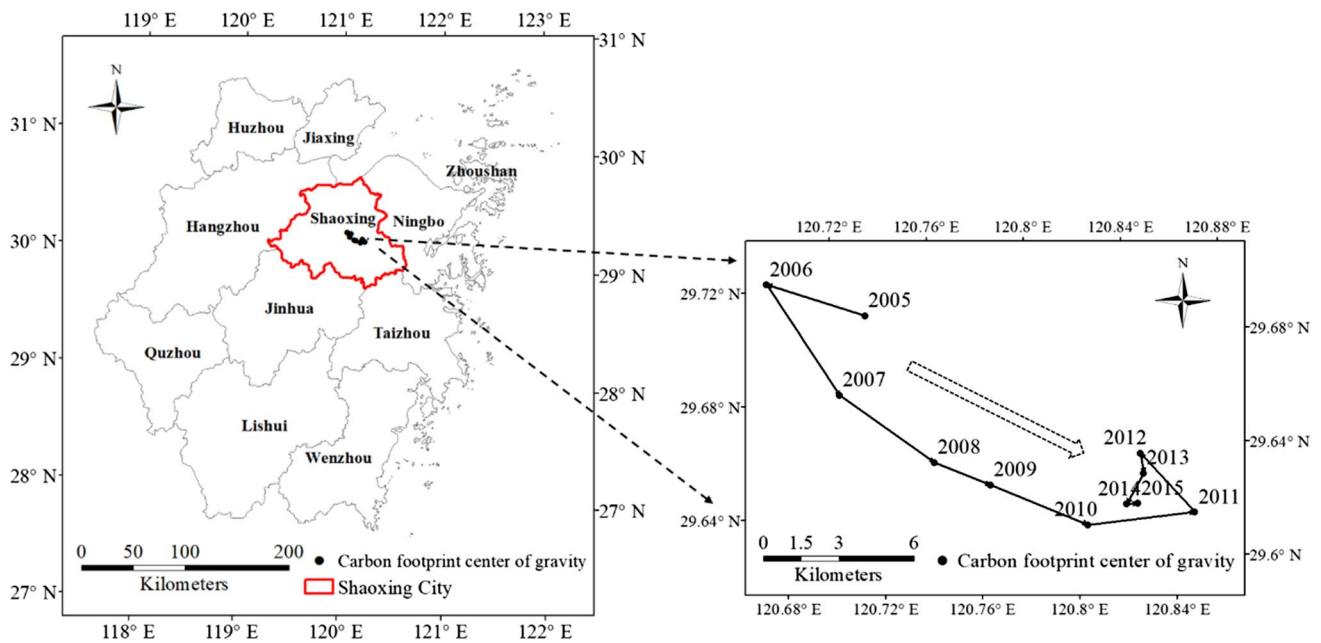 119° E 120° E 121° E 122° E 123° E
31° N
N
31° N
Huzhou
Jiaxing
30° N
Zhoushan
Shaoxing
Ningbo
Hangzhou
30° N
29° N
Jinhua
Taizhou
Quzhou
29° N
28° N
Lishui
Wenzhou
28° N
27° N
0 50 100 200
Kilometers
Carbon footprint center of gravity
Shaoxing City
27° N
118° E 119° E 120° E 121° E 122° E
120.72° E 120.76° E 120.8° E 120.84° E 120.88° E
2006
N
29.72° N
2005
29.68° N
2007
29.68° N
2012
29.64° N
2008
2013
2009
2014
2015
2011
2010
29.64° N
0 1.5 3 6
Kilometers
Carbon footprint center of gravity
29.6° N
120.68° E 120.72° E 120.76° E 120.8° E 120.84° E